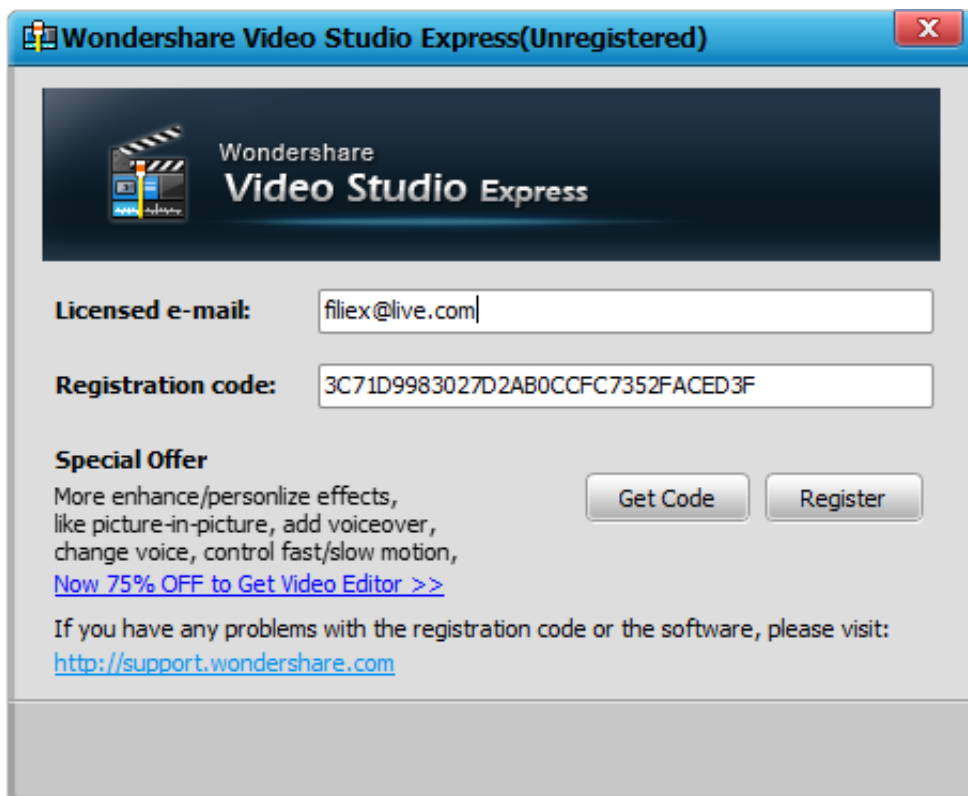 Wondershare Video Studio Express(Unregistered)
Wondershare
Video Studio Express
Licensed e-mail:
filiex@live.com
Registration code:
3C71D9983027D2AB0CCFC7352FACED3F
Special Offer
More enhance/personlize effects,
like picture-in-picture, add voiceover,
change voice, control fast/slow motion,
Now 75% OFF to Get Video Editor >>
Get Code
Register
If you have any problems with the registration code or the software, please visit:
http://support.wondershare.com